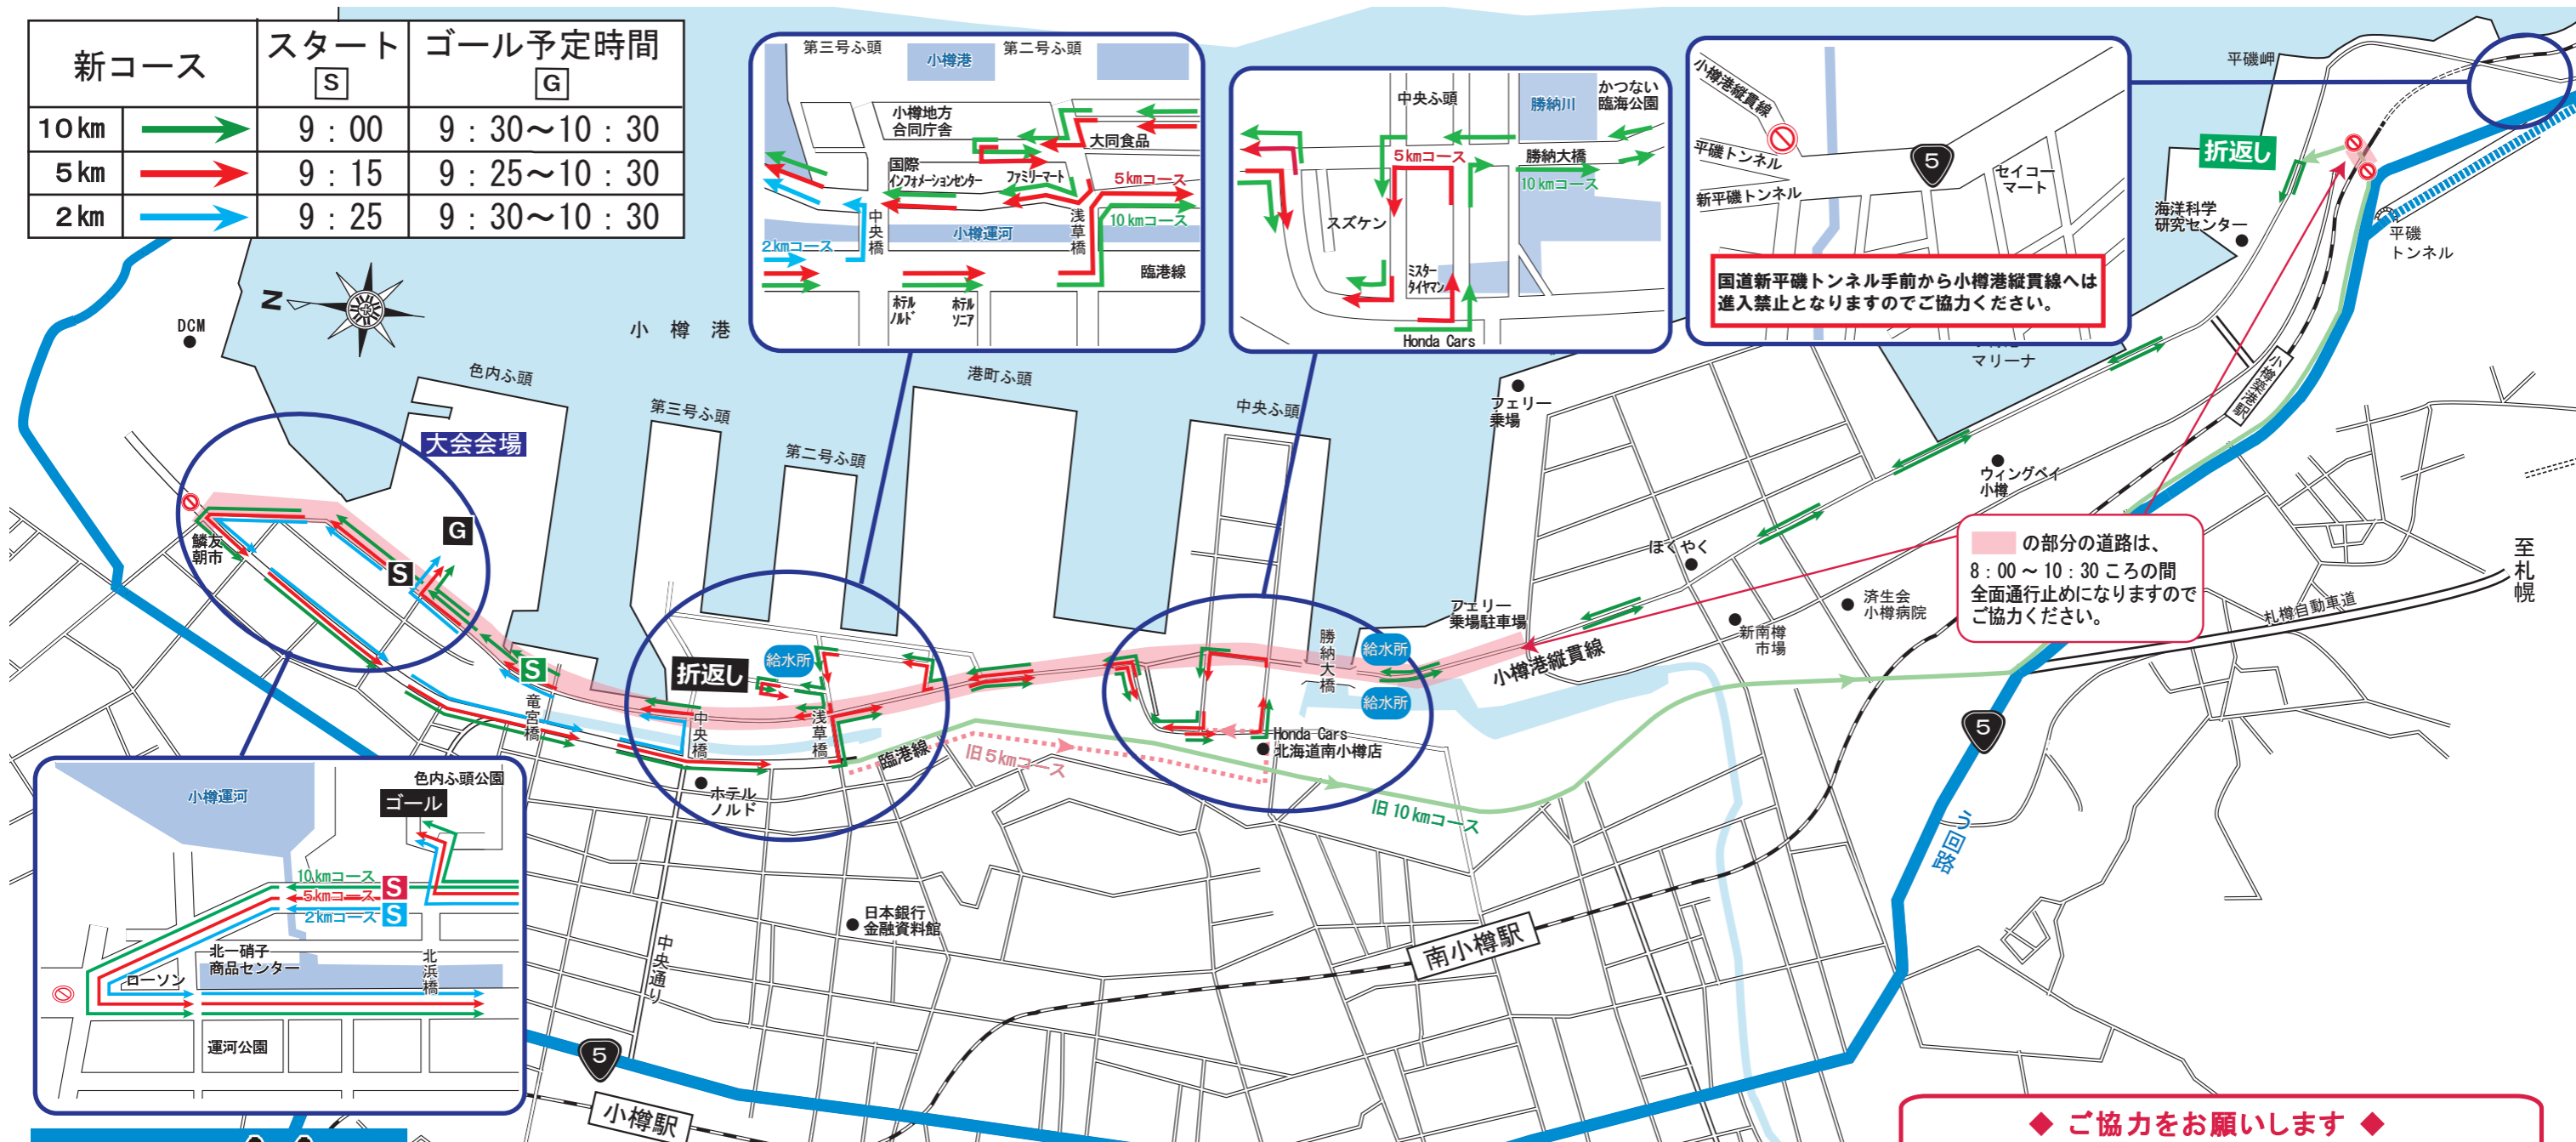 新コース
スタート
S
ゴール予定時間
G
10km
9：00
9：30～10：30
5km
9：15
9：25～10：30
2km
9：25
9：30～10：30
第三号ふ頭
小樽港
第二号ふ頭
小樽地方
合同庁舎
大同食品
国際
インフォメーションセンター
ファミリーマート
5kmコース
10kmコース
中央橋
浅草橋
小樽運河
2kmコース
臨港線
ホテル
ノルド
ホテル
ソニア
中央ふ頭
勝納川
かつない
臨海公園
5kmコース
勝納大橋
10kmコース
スズケン
ミスター
タイヤマン
Honda Cars
小樽港縦貫線
平磯トンネル
新平磯トンネル
5
セイコー
マート
国道新平磯トンネル手前から小樽港縦貫線へは
進入禁止となりますのでご協力ください。
平磯岬
折返し
海洋科学
研究センター
平磯
トンネル
N
DCM
小樽港
色内ふ頭
第三号ふ頭
第二号ふ頭
港町ふ頭
中央ふ頭
フェリー
乗場
マリーナ
小樽築港駅
大会会場
G
S
鱗友
朝市
S
竜宮橋
折返し
給水所
中央橋
浅草橋
臨港線
ホテル
ノルド
旧5kmコース
旧10kmコース
勝納大橋
給水所
給水所
Honda Cars
北海道南小樽店
フェリー
乗場駐車場
小樽港縦貫線
ほくやく
ウィングベイ
小樽
新南樽
市場
済生会
小樽病院
の部分の道路は、
8：00～10：30ころの間
全面通行止めになりますので
ご協力ください。
札樽自動車道
至札幌
5
う回路
色内ふ頭公園
ゴール
小樽運河
10kmコース
S
5kmコース
2kmコース
S
北一硝子
商品センター
北浜橋
ローソン
運河公園
日本銀行
金融資料館
中央通り
南小樽駅
5
小樽駅
◆ ご協力をお願いします ◆